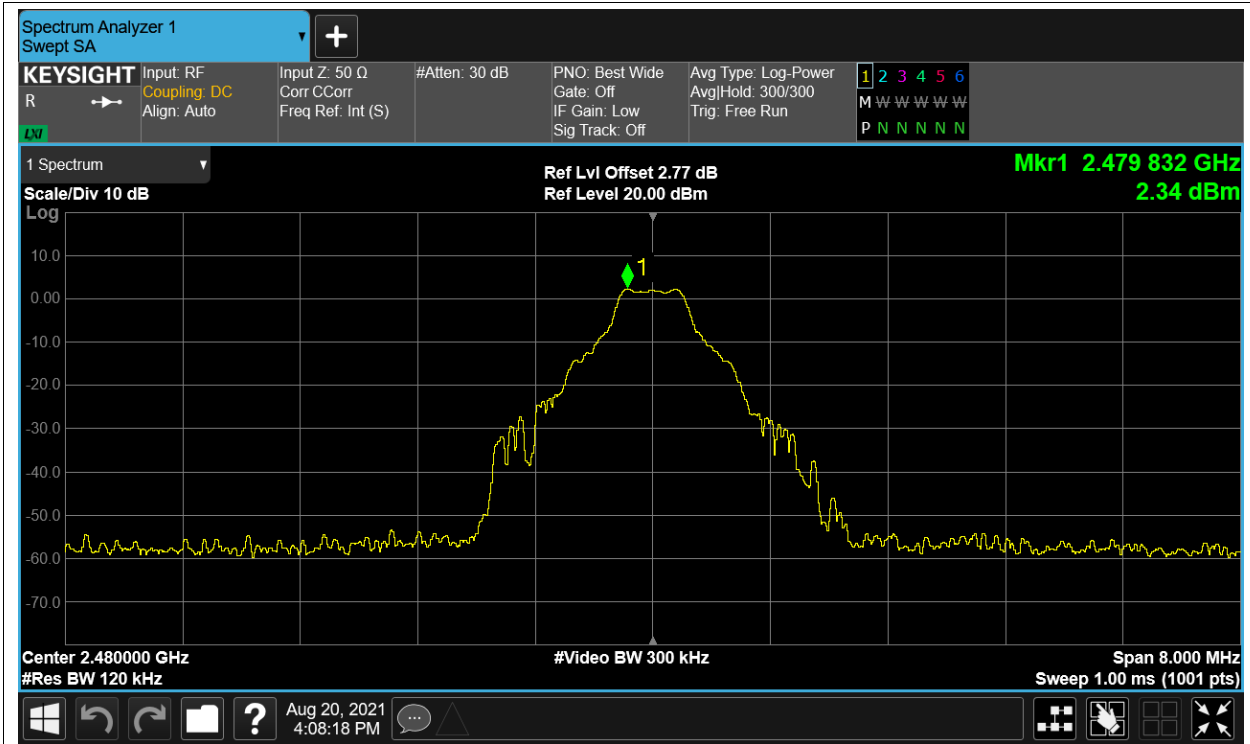 Spectrum Analyzer 1
Swept SA
KEYSIGHT
R
LXI
Input: RF
Coupling: DC
Align: Auto
Input Z: 50 Ω
Corr CCorr
Freq Ref: Int (S)
#Atten: 30 dB
PNO: Best Wide
Gate: Off
IF Gain: Low
Sig Track: Off
Avg Type: Log-Power
Avg|Hold: 300/300
Trig: Free Run
1 2 3 4 5 6
M W W W W W
P N N N N N
1 Spectrum
Scale/Div 10 dB
Log
Ref Lvl Offset 2.77 dB
Ref Level 20.00 dBm
Mkr1 2.479 832 GHz
2.34 dBm
1
10.0
0.00
-10.0
-20.0
-30.0
-40.0
-50.0
-60.0
-70.0
Center 2.480000 GHz
#Res BW 120 kHz
#Video BW 300 kHz
Span 8.000 MHz
Sweep 1.00 ms (1001 pts)
?
Aug 20, 2021
4:08:18 PM